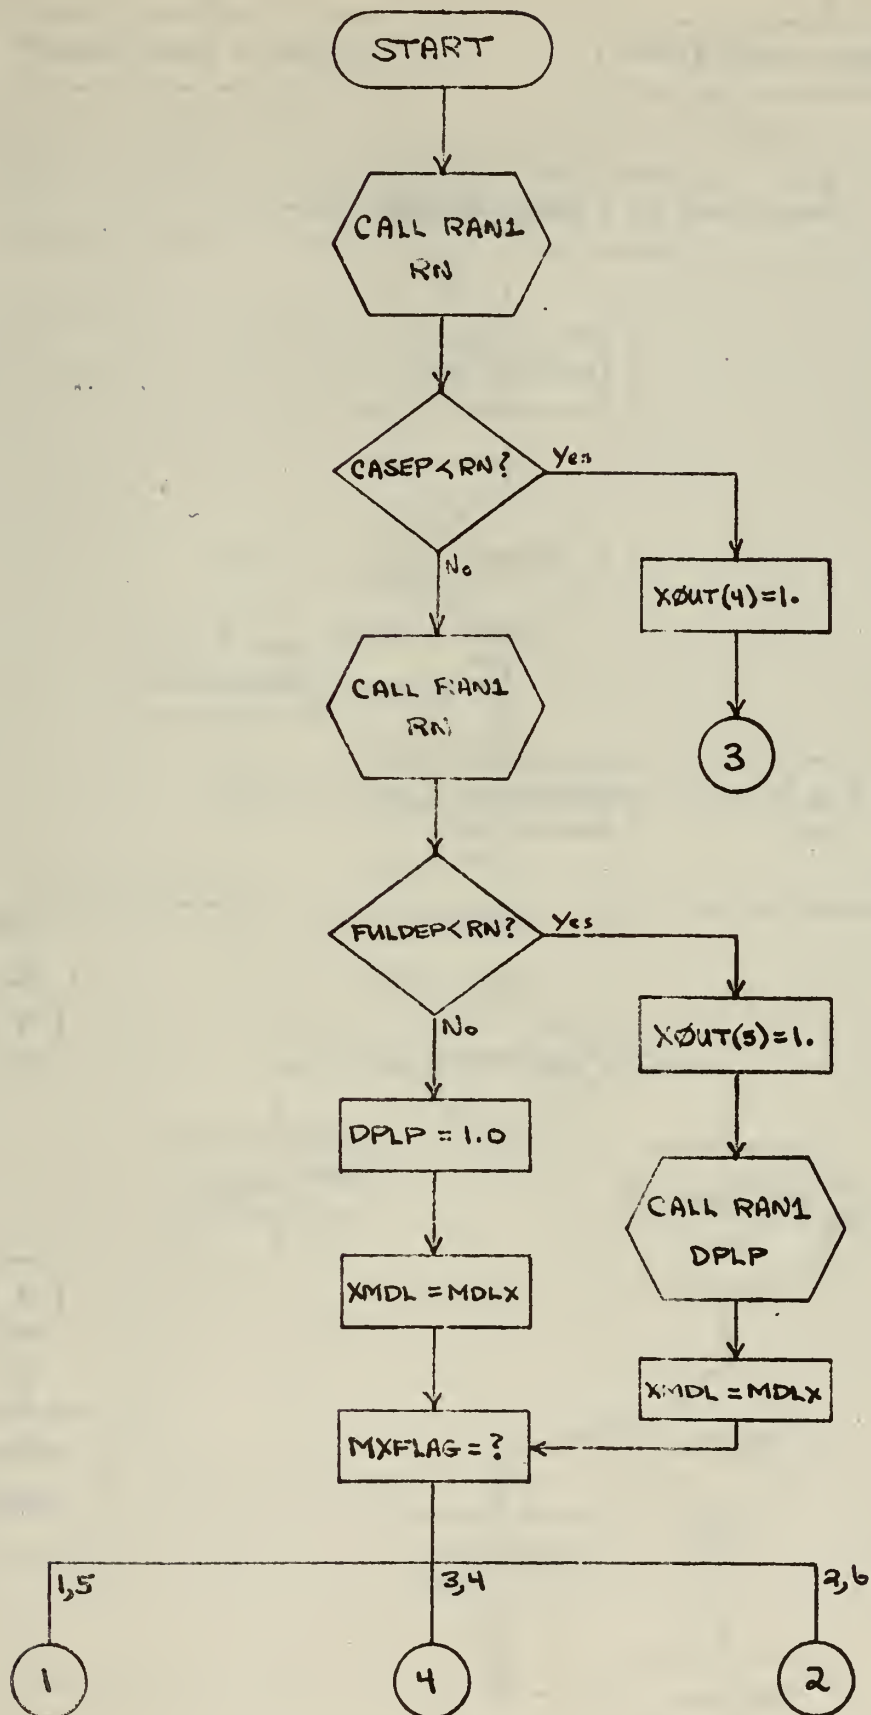 START
CALL RAN1
RN
CASEP<RN?
Yes
No
XØUT(4)=1.
3
CALL RAN1
RN
FULDEP<RN?
Yes
No
XØUT(5)=1.
DPLP = 1.0
CALL RAN1
DPLP
XMDL = MDLX
XMDL = MDLX
MXFLAG = ?
1,5
3,4
2,6
1
4
2